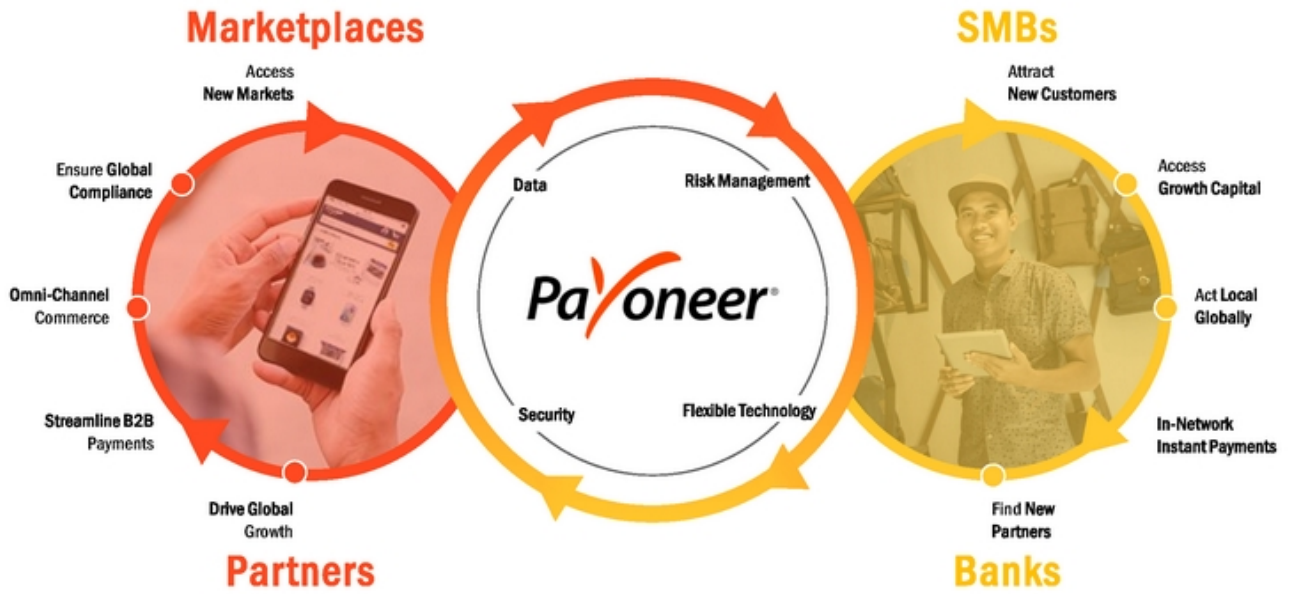 Marketplaces
Access
New Markets
Ensure Global
Compliance
Omni-Channel
Commerce
Streamline B2B
Payments
Drive Global
Growth
Partners
Data
Risk Management
Payoneer®
Security
Flexible Technology
SMBs
Attract
New Customers
Access
Growth Capital
Act Local
Globally
In-Network
Instant Payments
Find New
Partners
Banks